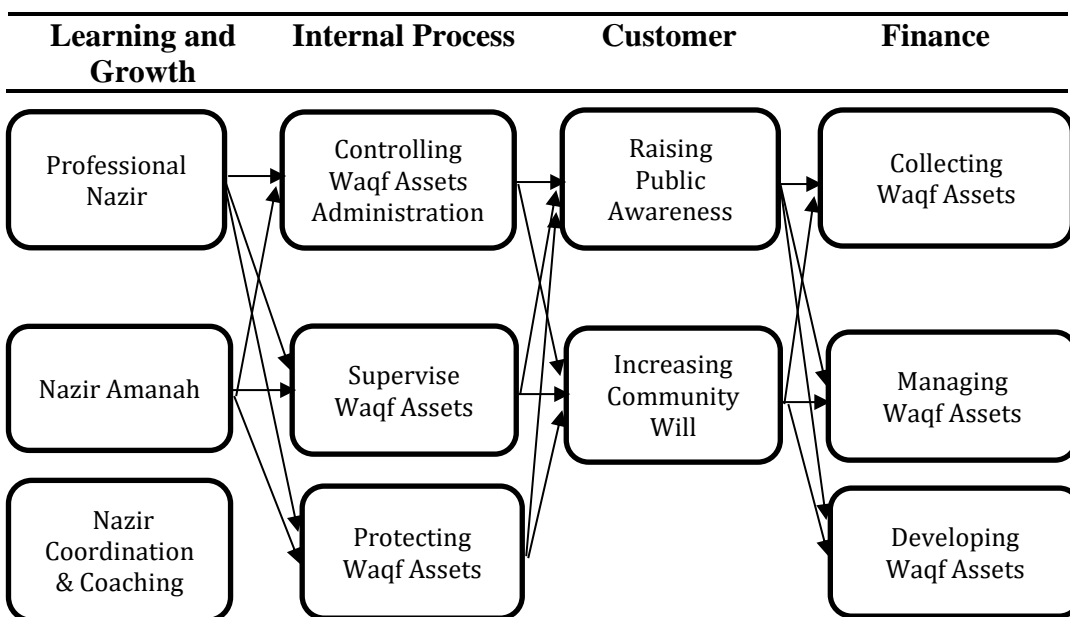 Learning and
Growth
Internal Process
Customer
Finance
Professional
Nazir
Controlling
Waqf Assets
Administration
Raising
Public
Awareness
Collecting
Waqf Assets
Nazir Amanah
Supervise
Waqf Assets
Increasing
Community
Will
Managing
Waqf Assets
Nazir
Coordination
& Coaching
Protecting
Waqf Assets
Developing
Waqf Assets